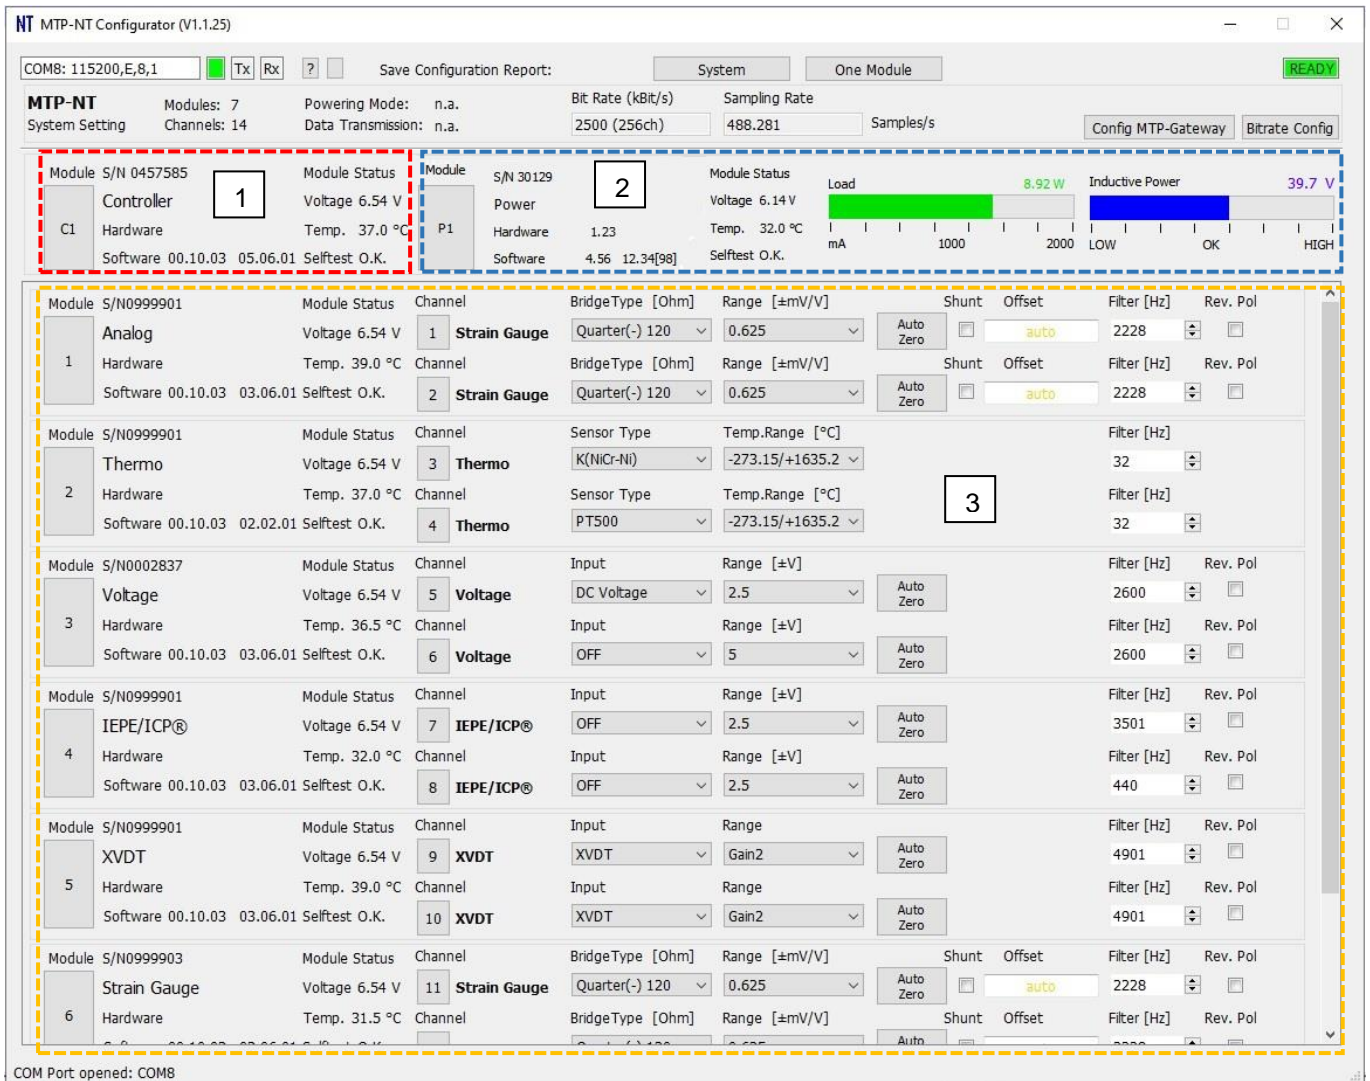 NT MTP-NT Configurator (V1.1.25)
COM8: 115200,E,8,1 Tx Rx ? Save Configuration Report: System One Module READY
MTP-NT Modules: 7 Powering Mode: n.a. Bit Rate (kBit/s) Sampling Rate
System Setting Channels: 14 Data Transmission: n.a. 2500 (256ch) 488.281 Samples/s Config MTP-Gateway Bitrate Config
Module S/N 0457585 Module Status
C1 Controller Voltage 6.54 V
Hardware Temp. 37.0 °C
Software 00.10.03 05.06.01 Selftest O.K.
1
Module S/N 30129 Module Status Load 8.92 W Inductive Power 39.7 V
P1 Power Voltage 6.14 V
Hardware 1.23 Temp. 32.0 °C mA 1000 2000 LOW OK HIGH
Software 4.56 12.34[98] Selftest O.K.
2
Module S/N0999901 Module Status Channel BridgeType [Ohm] Range [±mV/V] Shunt Offset Filter [Hz] Rev. Pol
Analog Voltage 6.54 V 1 Strain Gauge Quarter(-) 120 0.625 Auto Zero auto 2228
1 Hardware Temp. 39.0 °C Channel BridgeType [Ohm] Range [±mV/V] Shunt Offset Filter [Hz] Rev. Pol
Software 00.10.03 03.06.01 Selftest O.K. 2 Strain Gauge Quarter(-) 120 0.625 Auto Zero auto 2228
Module S/N0999901 Module Status Channel Sensor Type Temp.Range [°C] Filter [Hz]
Thermo Voltage 6.54 V 3 Thermo K(NiCr-Ni) -273.15/+1635.2 32
2 Hardware Temp. 37.0 °C Channel Sensor Type Temp.Range [°C] Filter [Hz]
Software 00.10.03 02.02.01 Selftest O.K. 4 Thermo PT500 -273.15/+1635.2 32
3
Module S/N0002837 Module Status Channel Input Range [±V] Filter [Hz] Rev. Pol
Voltage Voltage 6.54 V 5 Voltage DC Voltage 2.5 Auto Zero 2600
3 Hardware Temp. 36.5 °C Channel Input Range [±V] Filter [Hz] Rev. Pol
Software 00.10.03 03.06.01 Selftest O.K. 6 Voltage OFF 5 Auto Zero 2600
Module S/N0999901 Module Status Channel Input Range [±V] Filter [Hz] Rev. Pol
IEPE/ICP® Voltage 6.54 V 7 IEPE/ICP® OFF 2.5 Auto Zero 3501
4 Hardware Temp. 32.0 °C Channel Input Range [±V] Filter [Hz] Rev. Pol
Software 00.10.03 03.06.01 Selftest O.K. 8 IEPE/ICP® OFF 2.5 Auto Zero 440
Module S/N0999901 Module Status Channel Input Range Filter [Hz] Rev. Pol
XVDT Voltage 6.54 V 9 XVDT XVDT Gain2 Auto Zero 4901
5 Hardware Temp. 39.0 °C Channel Input Range Filter [Hz] Rev. Pol
Software 00.10.03 03.06.01 Selftest O.K. 10 XVDT XVDT Gain2 Auto Zero 4901
Module S/N0999903 Module Status Channel BridgeType [Ohm] Range [±mV/V] Shunt Offset Filter [Hz] Rev. Pol
Strain Gauge Voltage 6.54 V 11 Strain Gauge Quarter(-) 120 0.625 Auto Zero auto 2228
6 Hardware Temp. 31.5 °C Channel BridgeType [Ohm] Range [±mV/V] Shunt Offset Filter [Hz] Rev. Pol
Auto
COM Port opened: COM8